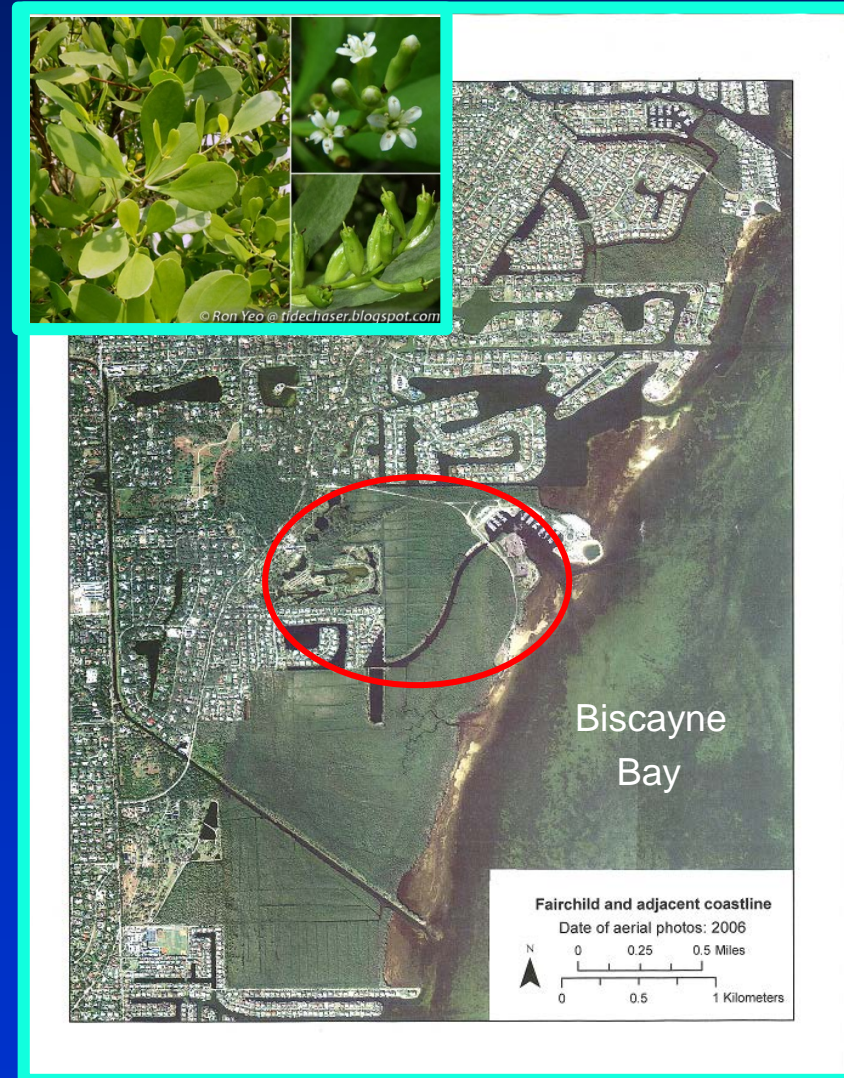 © Ron Yeo @ tidechaser.blogspot.com
Biscayne
Bay
Fairchild and adjacent coastline
Date of aerial photos: 2006
N
0 0.25 0.5 Miles
0 0.5 1 Kilometers